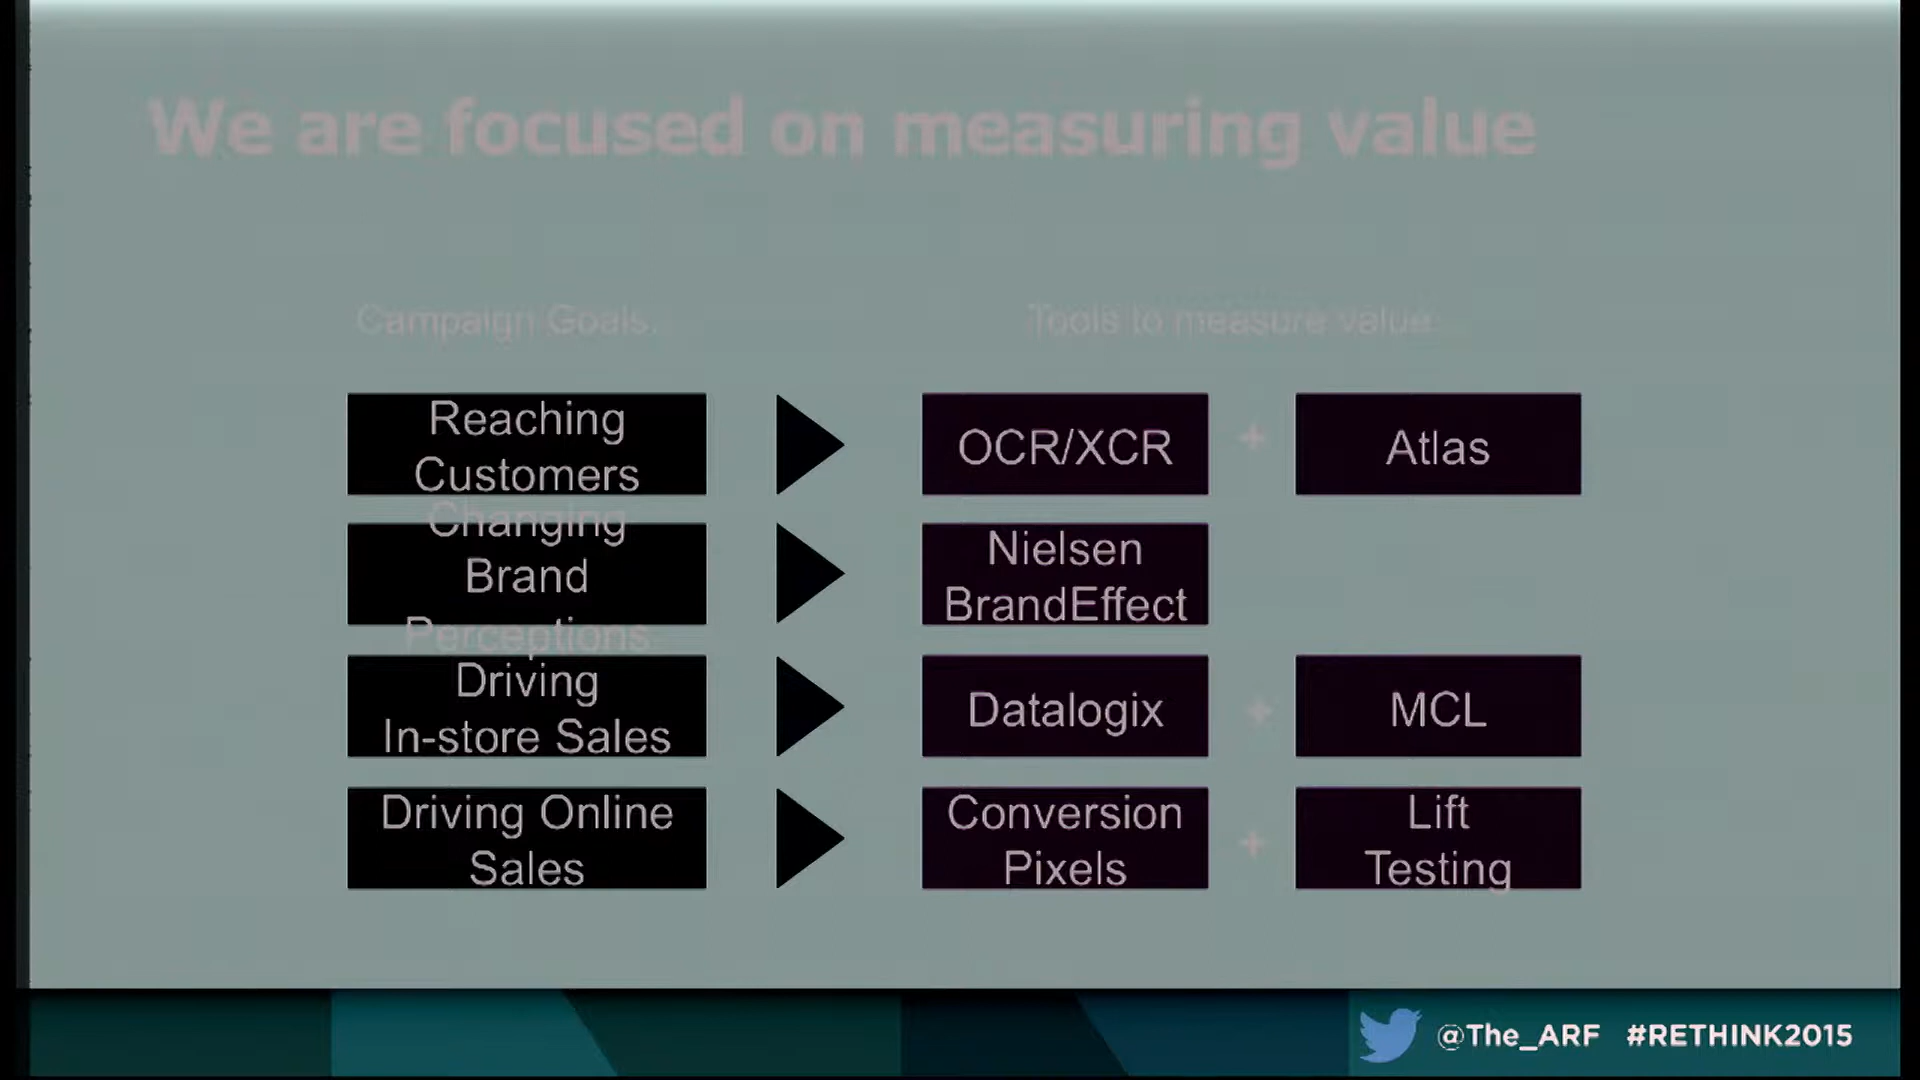 We are focused on measuring value
Campaign Goals.
Tools to measure value
Reaching
Customers
OCR/XCR
+
Atlas
Changing
Brand
Perceptions
Nielsen
BrandEffect
Driving
In-store Sales
Datalogix
+
MCL
Driving Online
Sales
Conversion
Pixels
+
Lift
Testing
@The_ARF #RETHINK2015